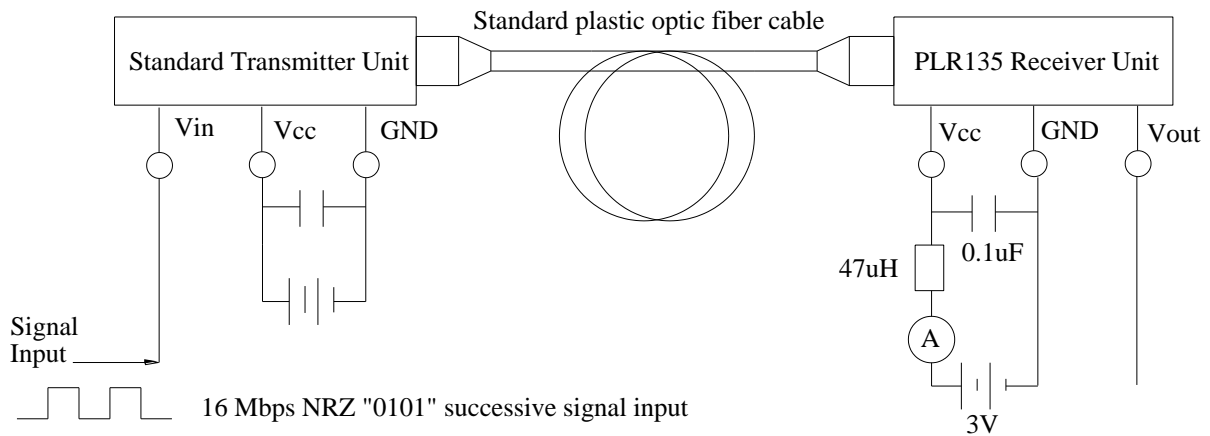 Standard plastic optic fiber cable
Standard Transmitter Unit
PLR135 Receiver Unit
Vin
Vcc
GND
Vcc
GND
Vout
0.1uF
47uH
A
Signal
Input
3V
16 Mbps NRZ "0101" successive signal input